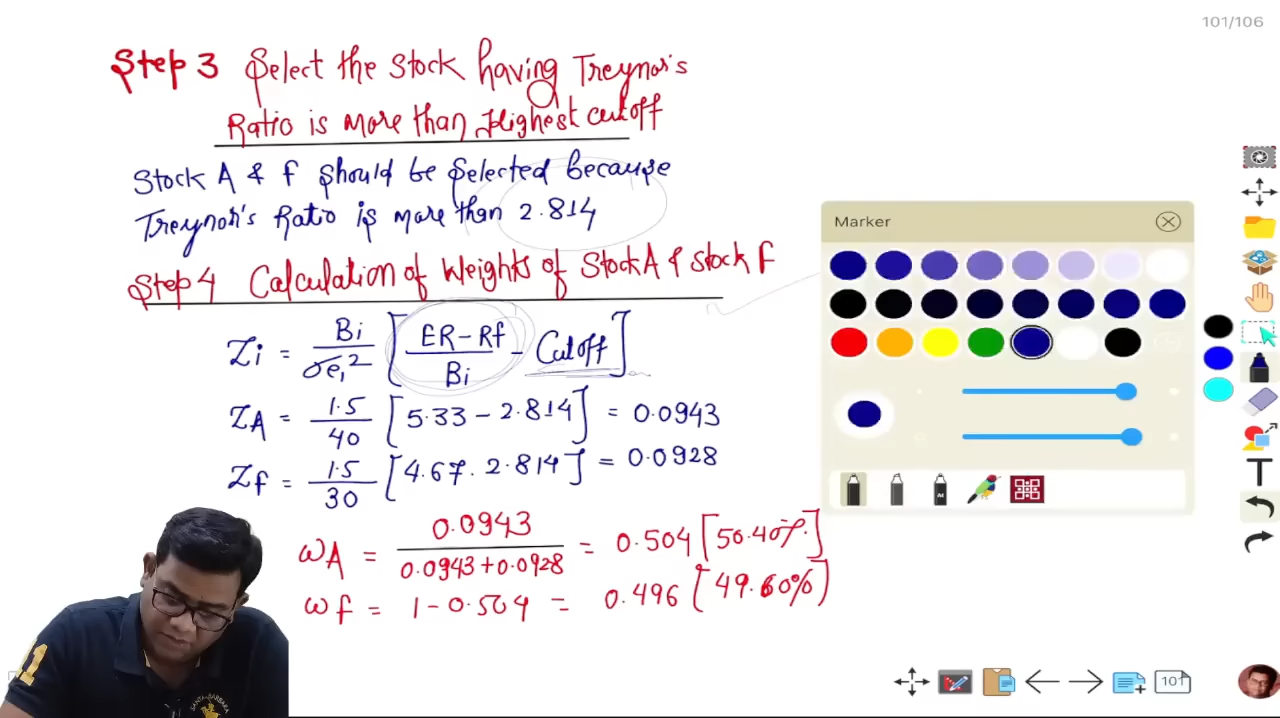 101/106
Step 3 Select the Stock having Treynor's
Ratio is more than Highest cutoff
Stock A & f should be selected because
Treynor's Ratio is more then 2.814
Step 4 Calculation of Weights of Stock A & Stock F
Zi = Bi / σei² [ ER - Rf / Bi - Cutoff ]
ZA = 1.5 / 40 [5.33 - 2.814] = 0.0943
Zf = 1.5 / 30 [4.67 - 2.814] = 0.0928
WA = 0.0943 / 0.0943 + 0.0928 = 0.504 [50.40%]
Wf = 1 - 0.504 = 0.496 [49.60%)
Marker
T
101